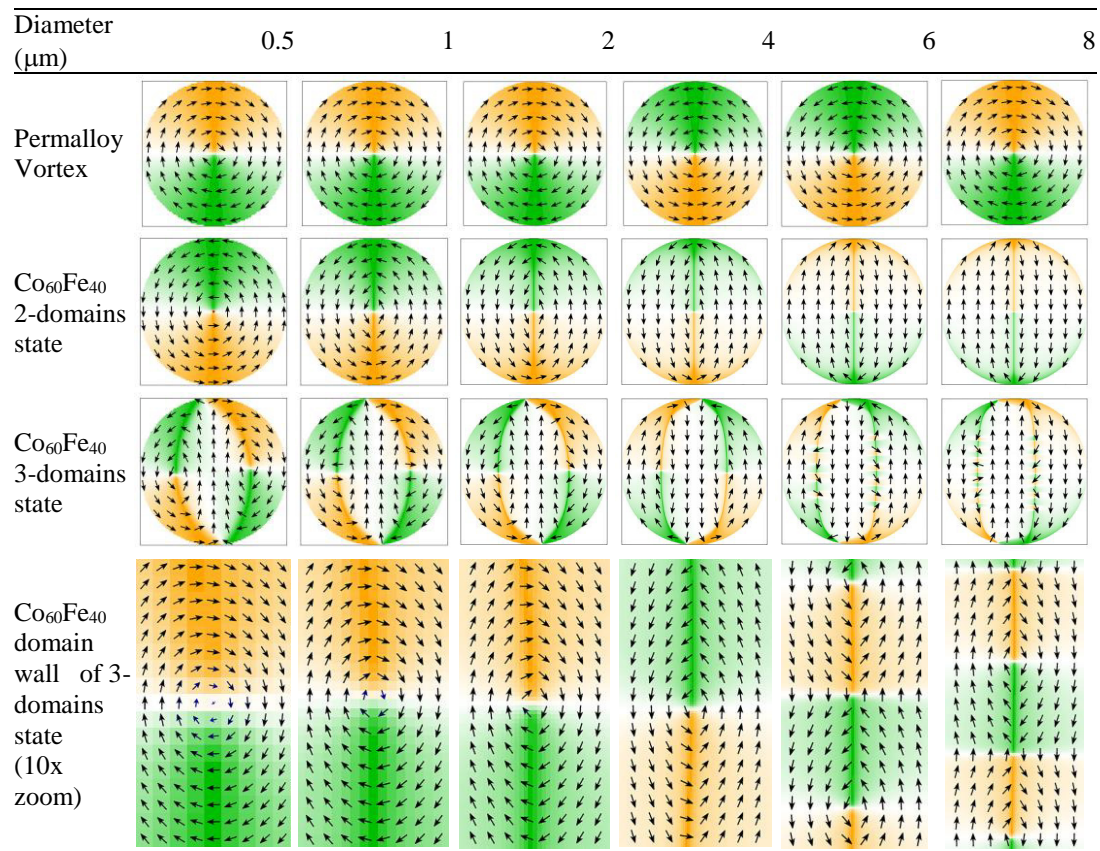 Diameter
(μm) 0.5 1 2 4 6 8
Permalloy
Vortex
Co₆₀Fe₄₀
2-domains
state
Co₆₀Fe₄₀
3-domains
state
Co₆₀Fe₄₀
domain
wall of 3-
domains
state
(10x
zoom)